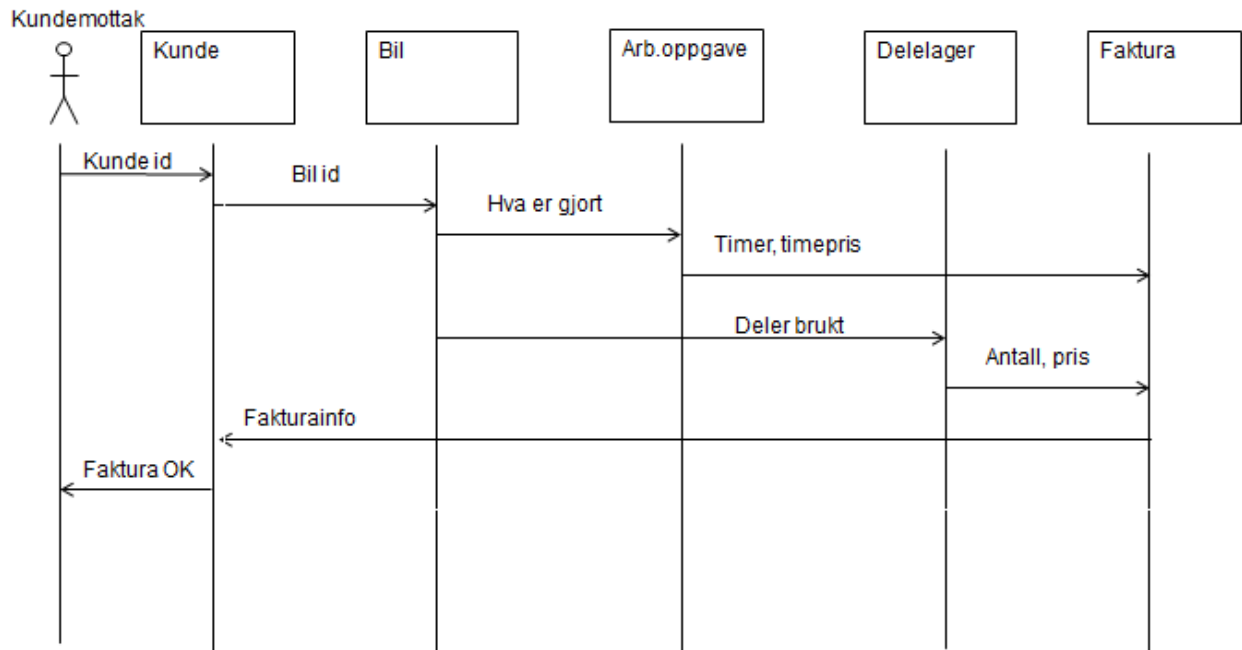 Kundemottak
Kunde
Bil
Arb.oppgave
Delelager
Faktura
Kunde id
Bil id
Hva er gjort
Timer, timepris
Deler brukt
Antall, pris
Fakturainfo
Faktura OK